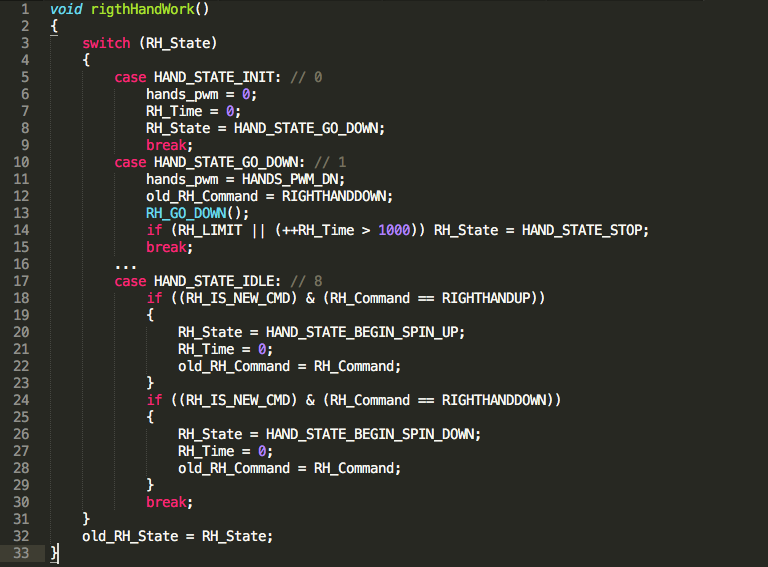 1 void rigthHandWork()
2 {
3 switch (RH_State)
4 {
5 case HAND_STATE_INIT: // 0
6 hands_pwm = 0;
7 RH_Time = 0;
8 RH_State = HAND_STATE_GO_DOWN;
9 break;
10 case HAND_STATE_GO_DOWN: // 1
11 hands_pwm = HANDS_PWM_DN;
12 old_RH_Command = RIGTHHANDDOWN;
13 RH_GO_DOWN();
14 if (RH_LIMIT || (++RH_Time > 1000)) RH_State = HAND_STATE_STOP;
15 break;
16 ...
17 case HAND_STATE_IDLE: // 8
18 if ((RH_IS_NEW_CMD) & (RH_Command == RIGTHHANDUP))
19 {
20 RH_State = HAND_STATE_BEGIN_SPIN_UP;
21 RH_Time = 0;
22 old_RH_Command = RH_Command;
23 }
24 if ((RH_IS_NEW_CMD) & (RH_Command == RIGTHHANDDOWN))
25 {
26 RH_State = HAND_STATE_BEGIN_SPIN_DOWN;
27 RH_Time = 0;
28 old_RH_Command = RH_Command;
29 }
30 break;
31 }
32 old_RH_State = RH_State;
33 }